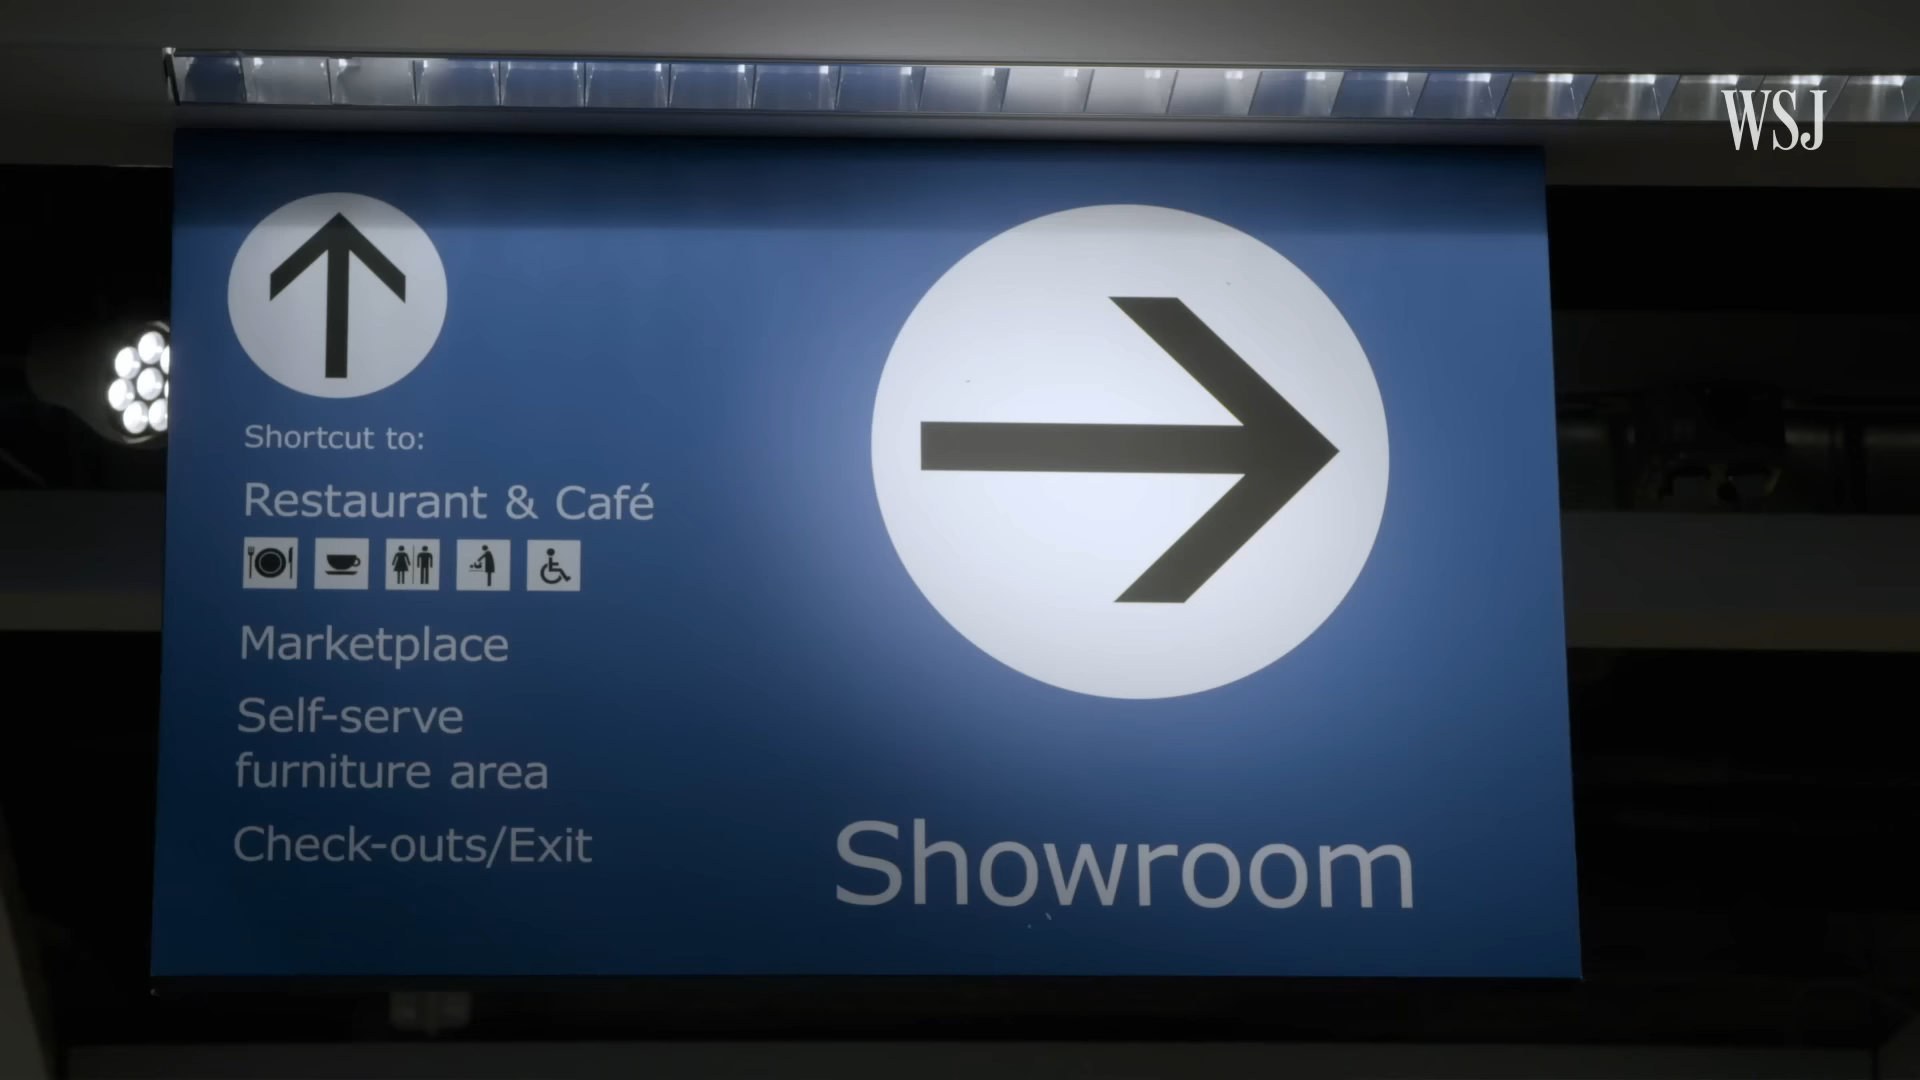 WSJ
Shortcut to:
Restaurant & Café
Marketplace
Self-serve
furniture area
Check-outs/Exit
Showroom